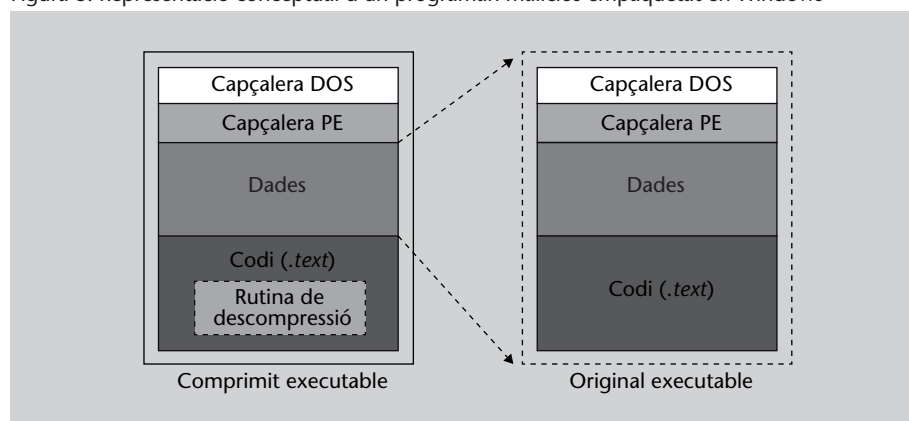 Capçalera DOS
Capçalera PE
Dades
Codi (.text)
Rutina de
descompressió
Comprimit executable
Capçalera DOS
Capçalera PE
Dades
Codi (.text)
Original executable